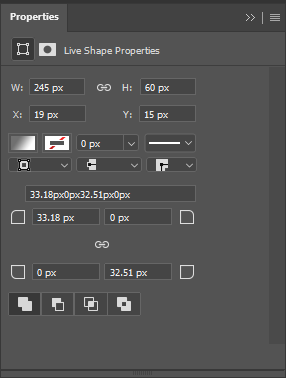 Properties
Live Shape Properties
W: 245 px H: 60 px
X: 19 px Y: 15 px
0 px
33.18px0px32.51px0px
33.18 px 0 px
0 px 32.51 px